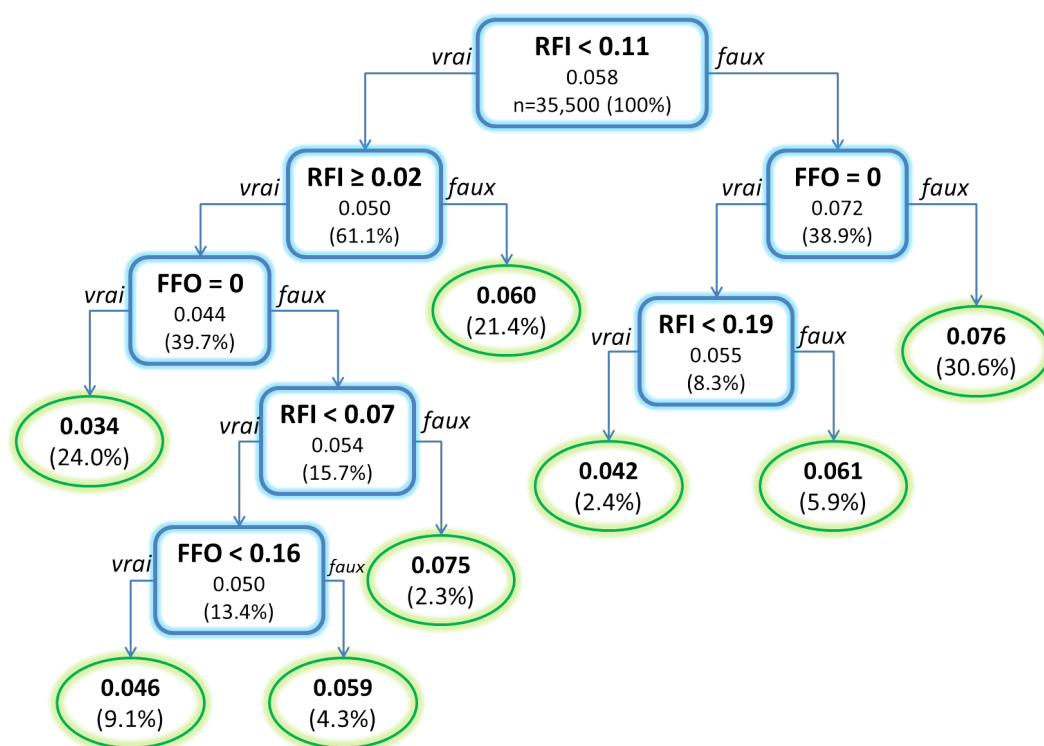 RFI < 0.11
0.058
n=35,500 (100%)
vrai
faux
RFI ≥ 0.02
0.050
(61.1%)
vrai
faux
FFO = 0
0.072
(38.9%)
vrai
faux
FFO = 0
0.044
(39.7%)
vrai
faux
0.060
(21.4%)
RFI < 0.19
0.055
(8.3%)
vrai
faux
0.076
(30.6%)
0.034
(24.0%)
RFI < 0.07
0.054
(15.7%)
vrai
faux
0.042
(2.4%)
0.061
(5.9%)
FFO < 0.16
0.050
(13.4%)
vrai
faux
0.075
(2.3%)
0.046
(9.1%)
0.059
(4.3%)